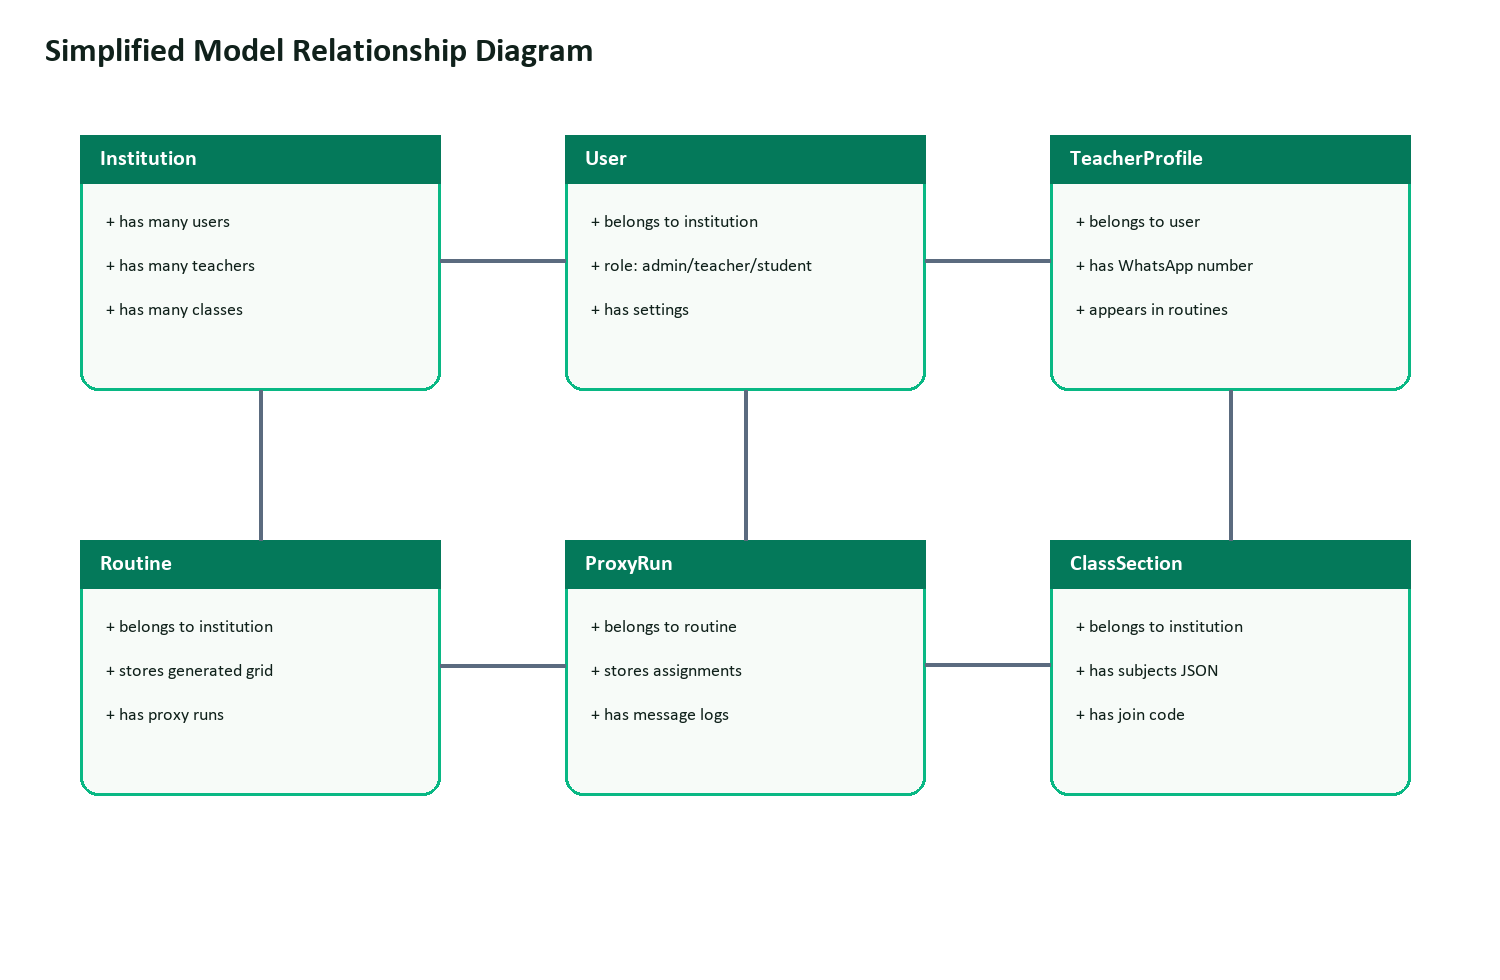 Simplified Model Relationship Diagram
Institution
+ has many users
+ has many teachers
+ has many classes
User
+ belongs to institution
+ role: admin/teacher/student
+ has settings
TeacherProfile
+ belongs to user
+ has WhatsApp number
+ appears in routines
Routine
+ belongs to institution
+ stores generated grid
+ has proxy runs
ProxyRun
+ belongs to routine
+ stores assignments
+ has message logs
ClassSection
+ belongs to institution
+ has subjects JSON
+ has join code